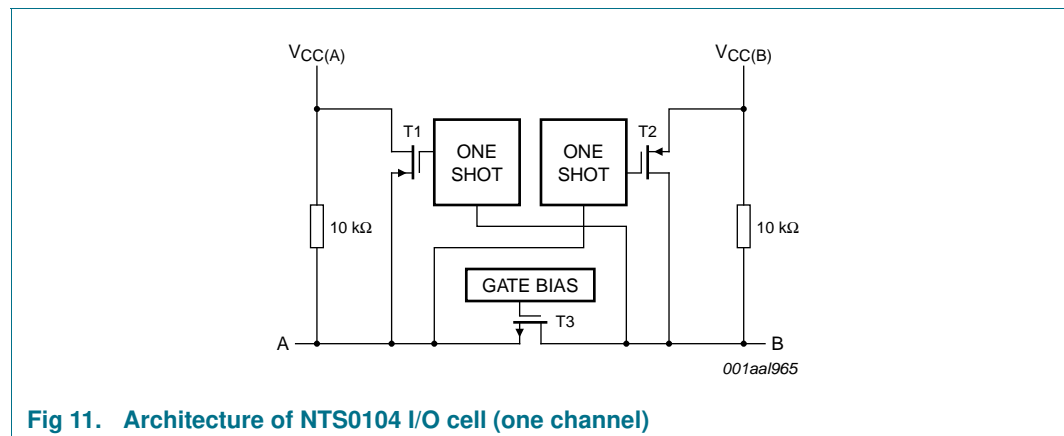 VCC(A)
VCC(B)
T1
ONE
SHOT
ONE
SHOT
T2
10 kΩ
10 kΩ
GATE BIAS
T3
A
B
001aal965
Fig 11. Architecture of NTS0104 I/O cell (one channel)